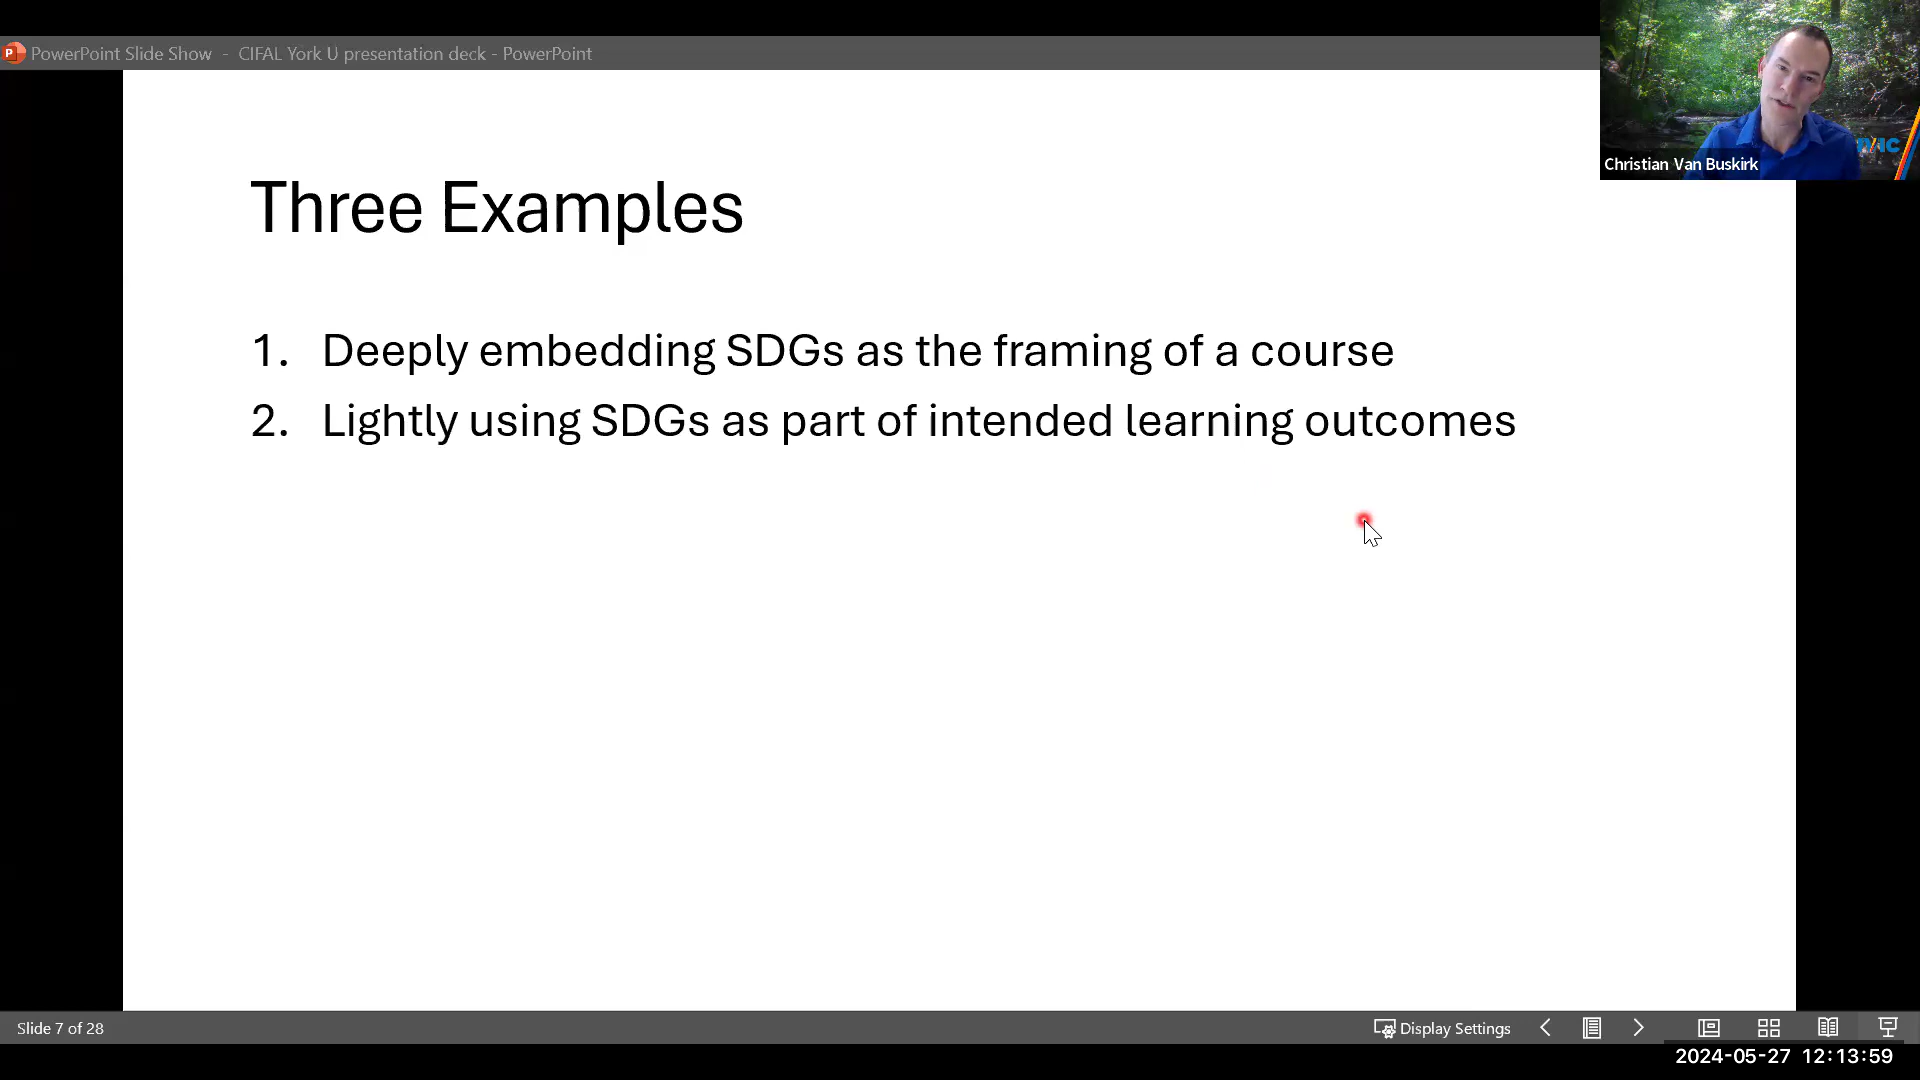 PowerPoint Slide Show - CIFAL York U presentation deck - PowerPoint
Christian Van Buskirk
Three Examples
1. Deeply embedding SDGs as the framing of a course
2. Lightly using SDGs as part of intended learning outcomes
Slide 7 of 28
Display Settings
2024-05-27 12:13:59